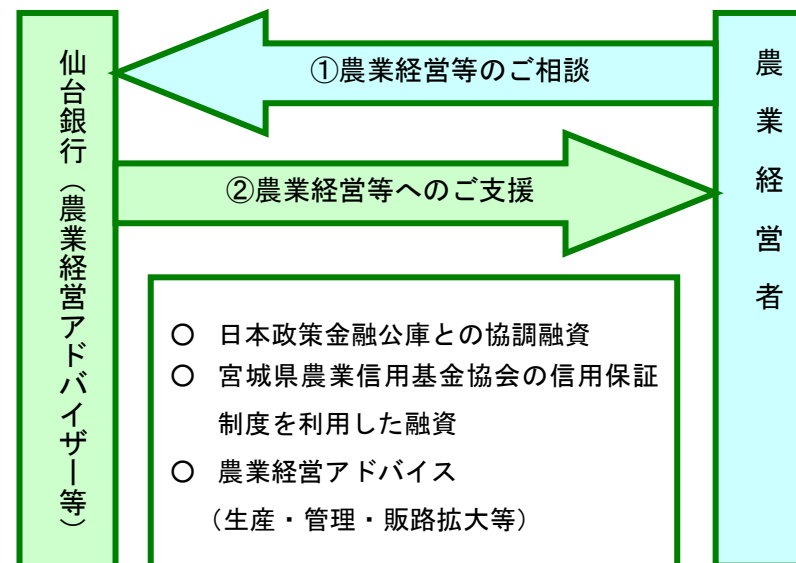 仙台銀行（農業経営アドバイザー等）
①農業経営等のご相談
②農業経営等へのご支援
○ 日本政策金融公庫との協調融資
○ 宮城県農業信用基金協会の信用保証
制度を利用した融資
○ 農業経営アドバイス
（生産・管理・販路拡大等）
農業経営者